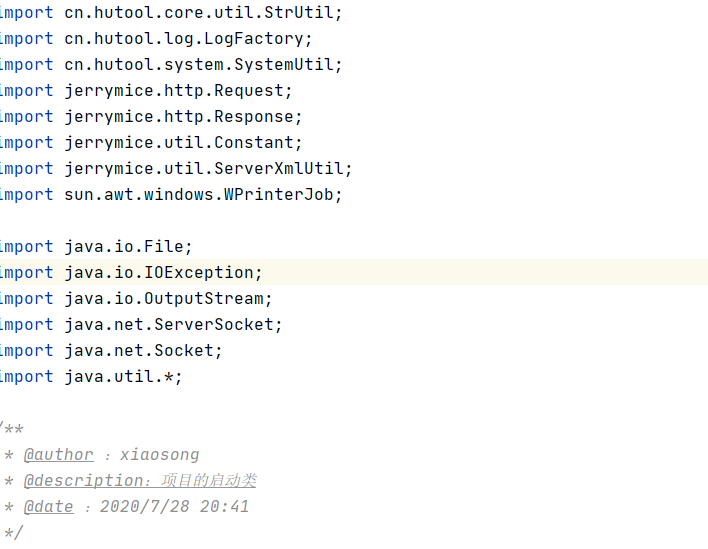 import cn.hutool.core.util.StrUtil;
import cn.hutool.log.LogFactory;
import cn.hutool.system.SystemUtil;
import jerrymice.http.Request;
import jerrymice.http.Response;
import jerrymice.util.Constant;
import jerrymice.util.ServerXmlUtil;
import sun.awt.windows.WPrinterJob;
import java.io.File;
import java.io.IOException;
import java.io.OutputStream;
import java.net.ServerSocket;
import java.net.Socket;
import java.util.*;
/**
* @author ：xiaosong
* @description：项目的启动类
* @date ：2020/7/28 20:41
*/